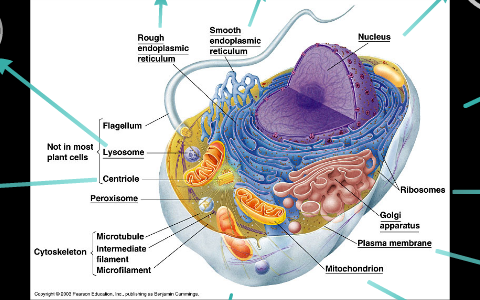 Rough
endoplasmic
reticulum
Smooth
endoplasmic
reticulum
Nucleus
Flagellum
Not in most
plant cells
Lysosome
Centriole
Peroxisome
Ribosomes
Golgi
apparatus
Plasma membrane
Mitochondrion
Cytoskeleton
Microtubule
Intermediate
filament
Microfilament
Copyright © 2003 Pearson Education, Inc., publishing as Benjamin Cummings.